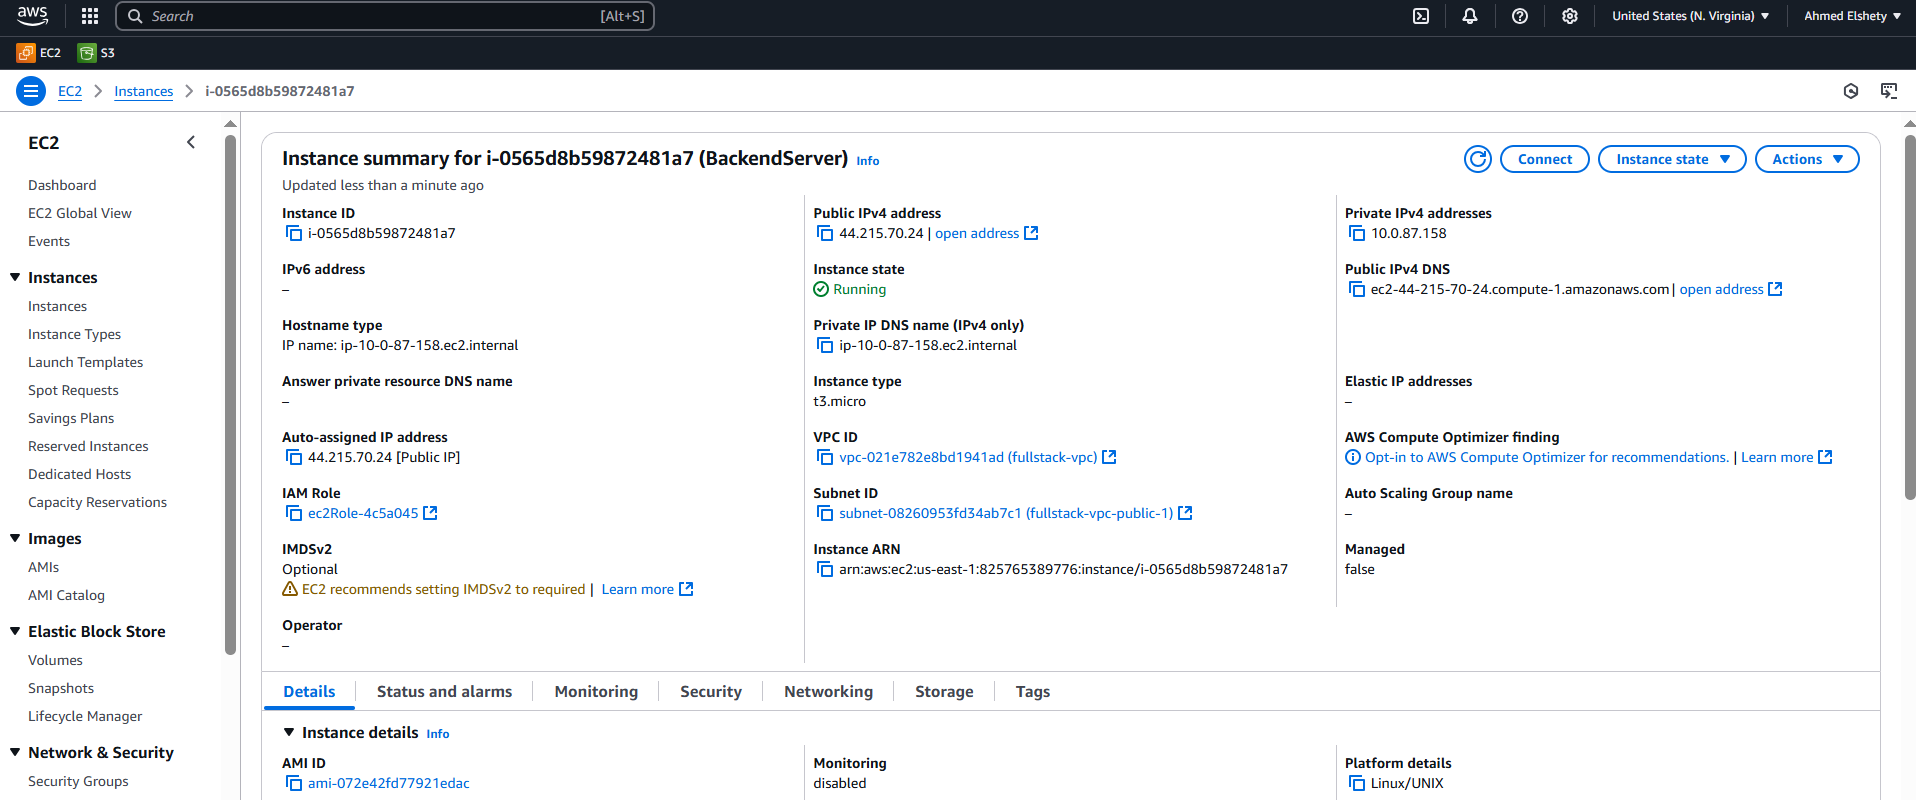 aws
Search [Alt+S]
United States (N. Virginia)
Ahmed Elshety
EC2
S3
EC2
Instances
i-0565d8b59872481a7
EC2
Dashboard
EC2 Global View
Events
Instances
Instances
Instance Types
Launch Templates
Spot Requests
Savings Plans
Reserved Instances
Dedicated Hosts
Capacity Reservations
Images
AMIs
AMI Catalog
Elastic Block Store
Volumes
Snapshots
Lifecycle Manager
Network & Security
Security Groups
Instance summary for i-0565d8b59872481a7 (BackendServer) Info
Updated less than a minute ago
Connect
Instance state
Actions
Instance ID
i-0565d8b59872481a7
Public IPv4 address
44.215.70.24 | open address
Private IPv4 addresses
10.0.87.158
IPv6 address
–
Instance state
Running
Public IPv4 DNS
ec2-44-215-70-24.compute-1.amazonaws.com | open address
Hostname type
IP name: ip-10-0-87-158.ec2.internal
Private IP DNS name (IPv4 only)
ip-10-0-87-158.ec2.internal
Answer private resource DNS name
–
Instance type
t3.micro
Elastic IP addresses
–
Auto-assigned IP address
44.215.70.24 [Public IP]
VPC ID
vpc-021e782e8bd1941ad (fullstack-vpc)
AWS Compute Optimizer finding
Opt-in to AWS Compute Optimizer for recommendations. | Learn more
IAM Role
ec2Role-4c5a045
Subnet ID
subnet-08260953fd34ab7c1 (fullstack-vpc-public-1)
Auto Scaling Group name
–
IMDSv2
Optional
EC2 recommends setting IMDSv2 to required | Learn more
Instance ARN
arn:aws:ec2:us-east-1:825765389776:instance/i-0565d8b59872481a7
Managed
false
Operator
–
Details
Status and alarms
Monitoring
Security
Networking
Storage
Tags
Instance details Info
AMI ID
ami-072e42fd77921edac
Monitoring
disabled
Platform details
Linux/UNIX